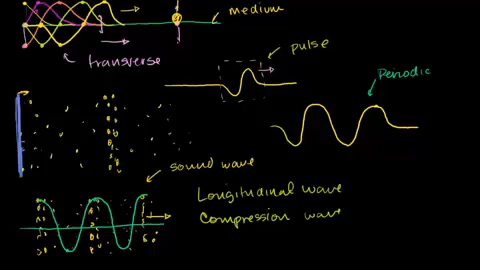 medium
pulse
transverse
Periodic
sound wave
Longitudinal wave
Compression wave